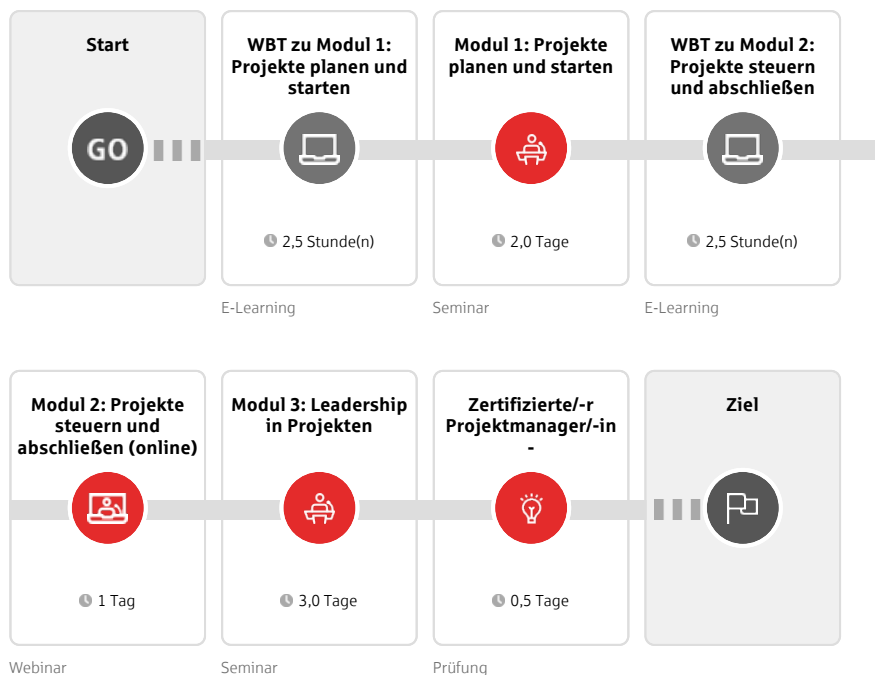 Start
GO
WBT zu Modul 1:
Projekte planen und
starten
2,5 Stunde(n)
E-Learning
Modul 1: Projekte
planen und starten
2,0 Tage
Seminar
WBT zu Modul 2:
Projekte steuern
und abschließen
2,5 Stunde(n)
E-Learning
Modul 2: Projekte
steuern und
abschließen (online)
1 Tag
Webinar
Modul 3: Leadership
in Projekten
3,0 Tage
Seminar
Zertifizierte/-r
Projektmanager/-in
-
0,5 Tage
Prüfung
Ziel